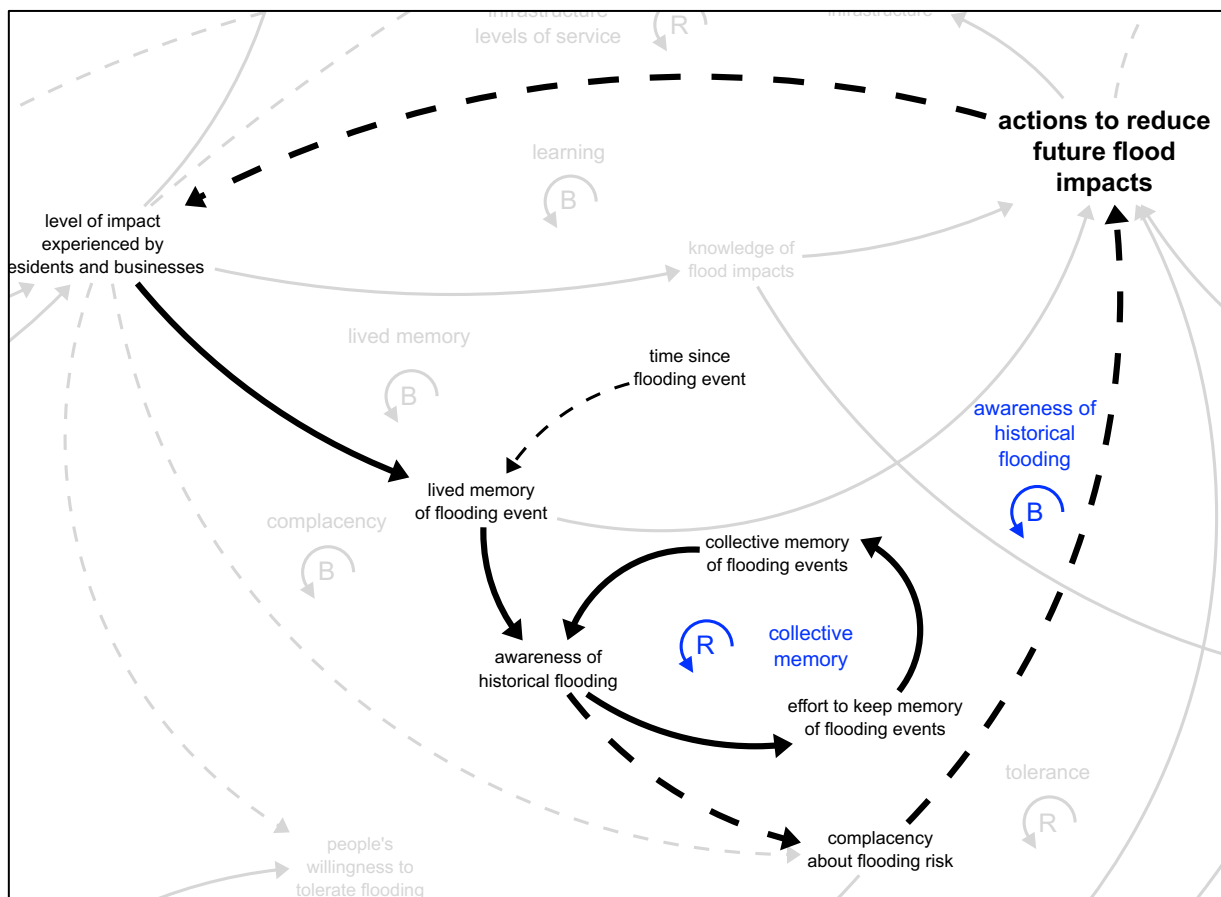 infrastructure
levels of service
R
infrastructure
actions to reduce
future flood
impacts
learning
B
level of impact
experienced by
esidents and businesses
knowledge of
flood impacts
lived memory
B
time since
flooding event
awareness of
historical
flooding
B
lived memory
of flooding event
complacency
B
collective memory
of flooding events
R
collective
memory
awareness of
historical flooding
effort to keep memory
of flooding events
tolerance
R
complacency
about flooding risk
people's
willingness to
tolerate flooding